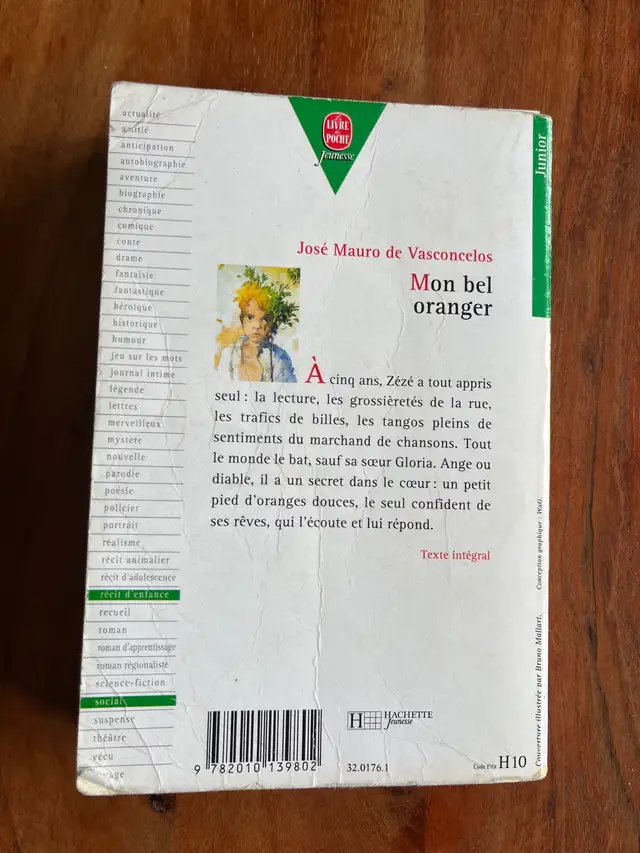 actualité
amitié
anticipation
autobiographie
aventure
biographie
chronique
comique
conte
drame
fantaisie
fantastique
héroïque
historique
humour
jeu sur les mots
journal intime
légende
lettres
merveilleux
mystère
nouvelle
parodie
poésie
policier
portrait
réalisme
récit animalier
récit d'adolescence
récit d'enfance
recueil
roman
roman d'apprentissage
roman régionaliste
science-fiction
social
suspense
théâtre
vécu
Le
LIVRE
de
POCHE
Jeunesse
Junior
José Mauro de Vasconcelos
Mon bel
oranger
À cinq ans, Zézé a tout appris
seul : la lecture, les grossièretés de la rue,
les trafics de billes, les tangos pleins de
sentiments du marchand de chansons. Tout
le monde le bat, sauf sa sœur Gloria. Ange ou
diable, il a un secret dans le cœur : un petit
pied d'oranges douces, le seul confident de
ses rêves, qui l'écoute et lui répond.
Texte intégral
Conception graphique : WaG.
Couverture illustrée par Bruno Mallart.
HACHETTE
Jeunesse
9 782010 139802
32.0176.1
Code Prix H10